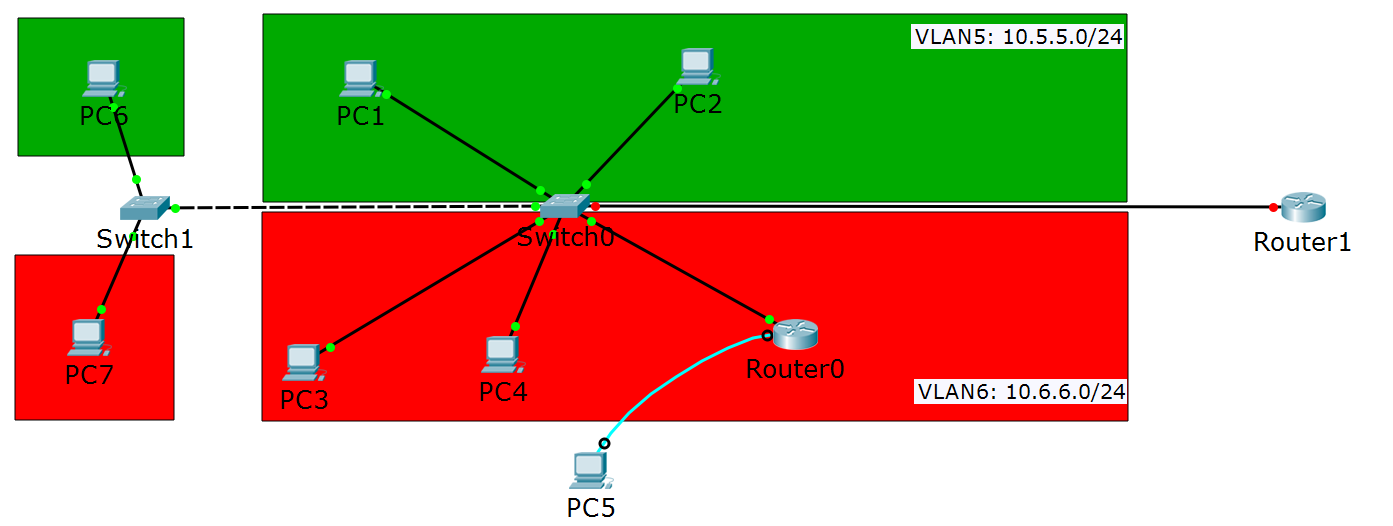 VLAN5: 10.5.5.0/24
PC6
PC1
PC2
Switch1
Switch0
Router1
PC7
PC3
PC4
Router0
VLAN6: 10.6.6.0/24
PC5